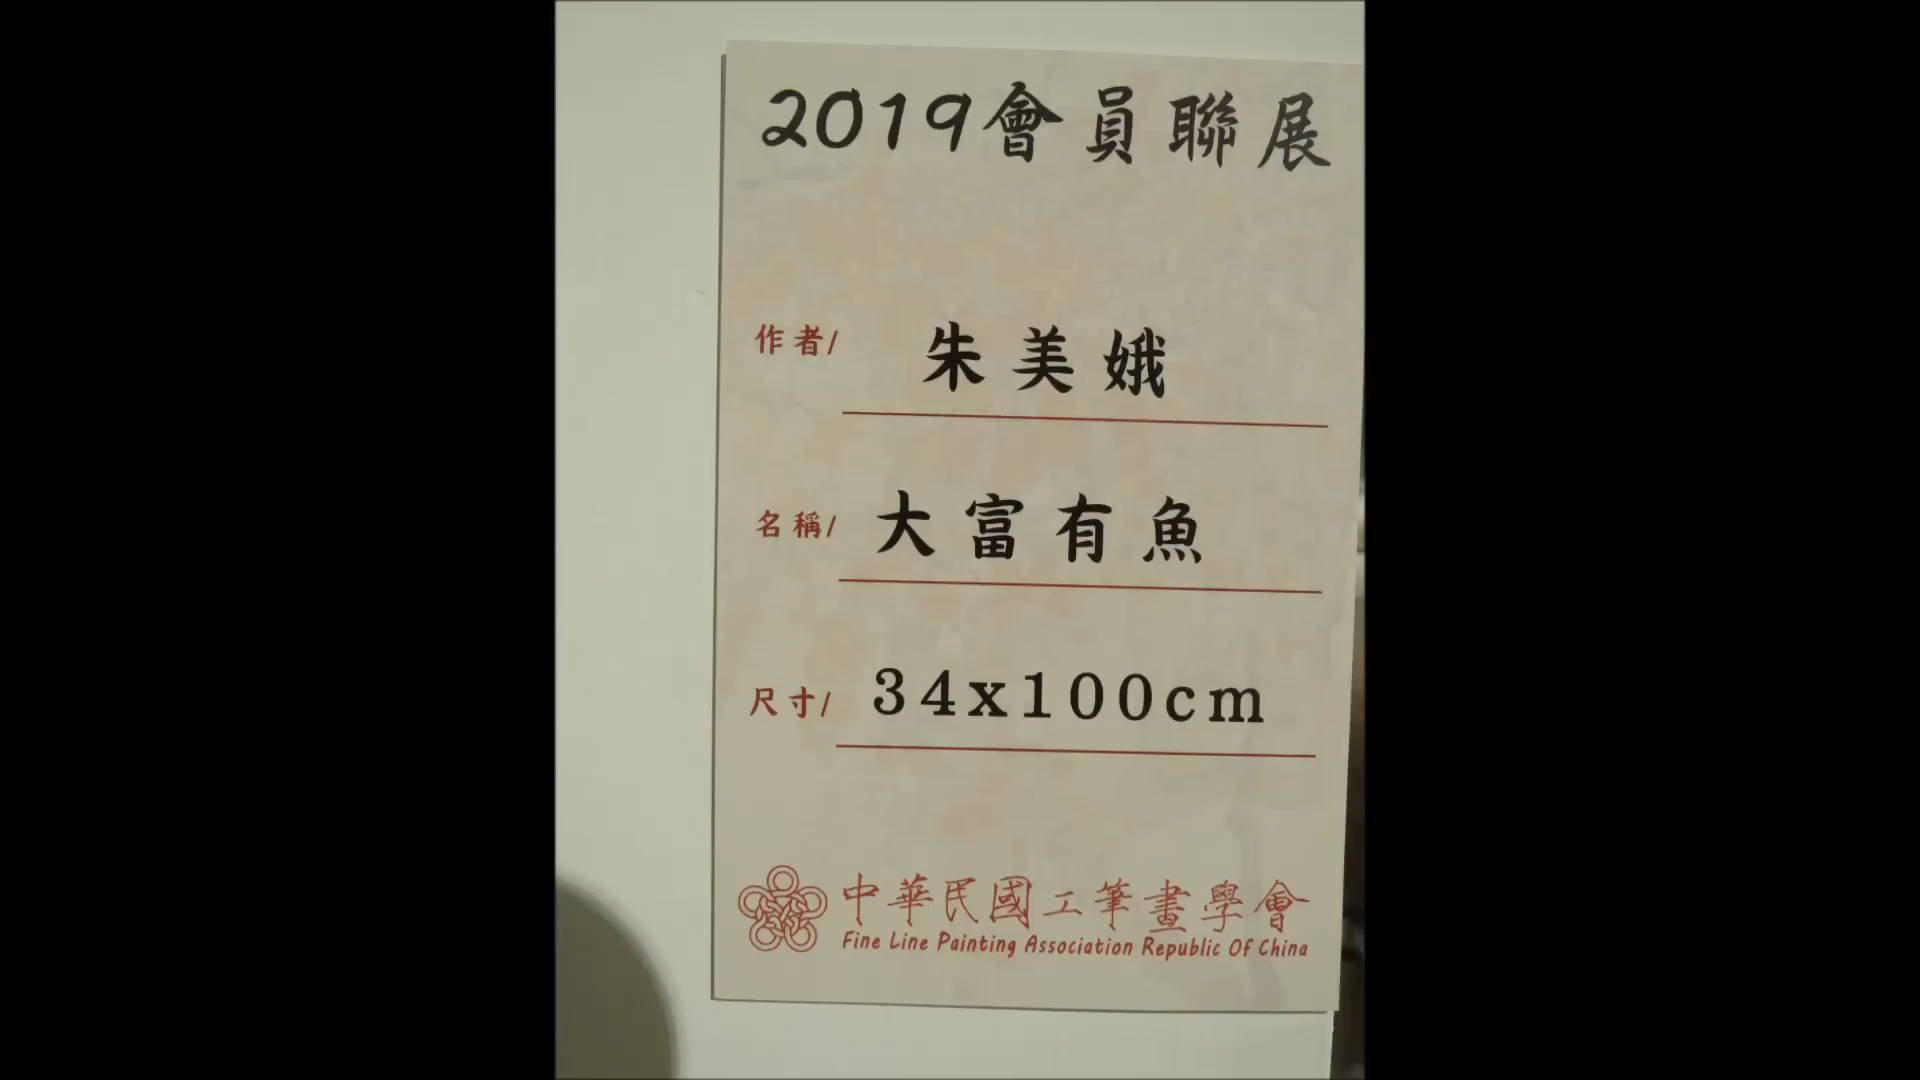 2019會員聯展
作者/ 朱美娥
名稱/ 大富有魚
尺寸/ 34x100cm
中華民國工筆畫學會
Fine Line Painting Association Republic Of China